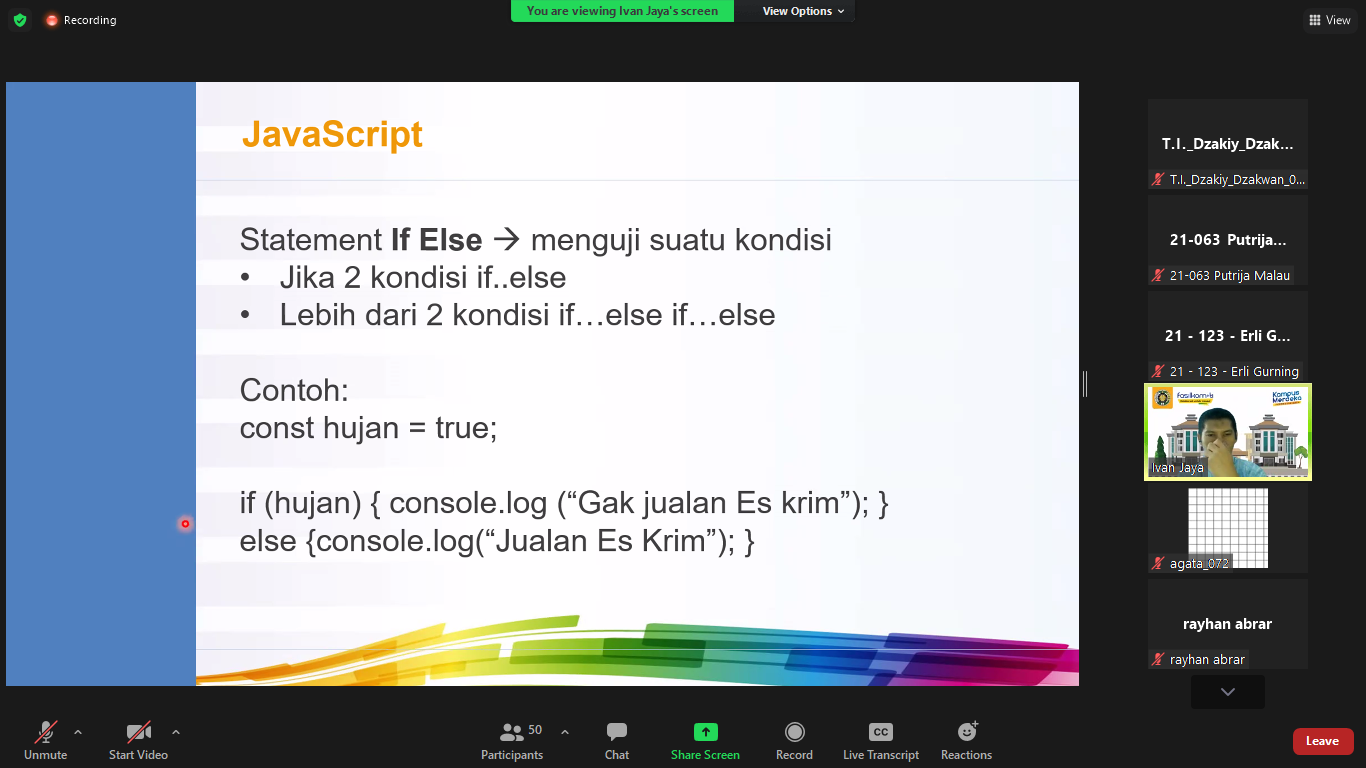 Recording
You are viewing Ivan Jaya's screen
View Options
View
JavaScript
Statement If Else → menguji suatu kondisi
• Jika 2 kondisi if..else
• Lebih dari 2 kondisi if…else if…else
Contoh:
const hujan = true;
if (hujan) { console.log (“Gak jualan Es krim”); }
else {console.log(“Jualan Es Krim”); }
T.I._Dzakiy_Dzak...
T.I._Dzakiy_Dzakwan_0...
21-063 Putrija...
21-063 Putrija Malau
21 - 123 - Erli G...
21 - 123 - Erli Gurning
fasilkom-ti
Kampus
Merdeka
Ivan Jaya
agata_072
rayhan abrar
rayhan abrar
Unmute
Start Video
Participants
50
Chat
Share Screen
Record
CC
Live Transcript
Reactions
Leave